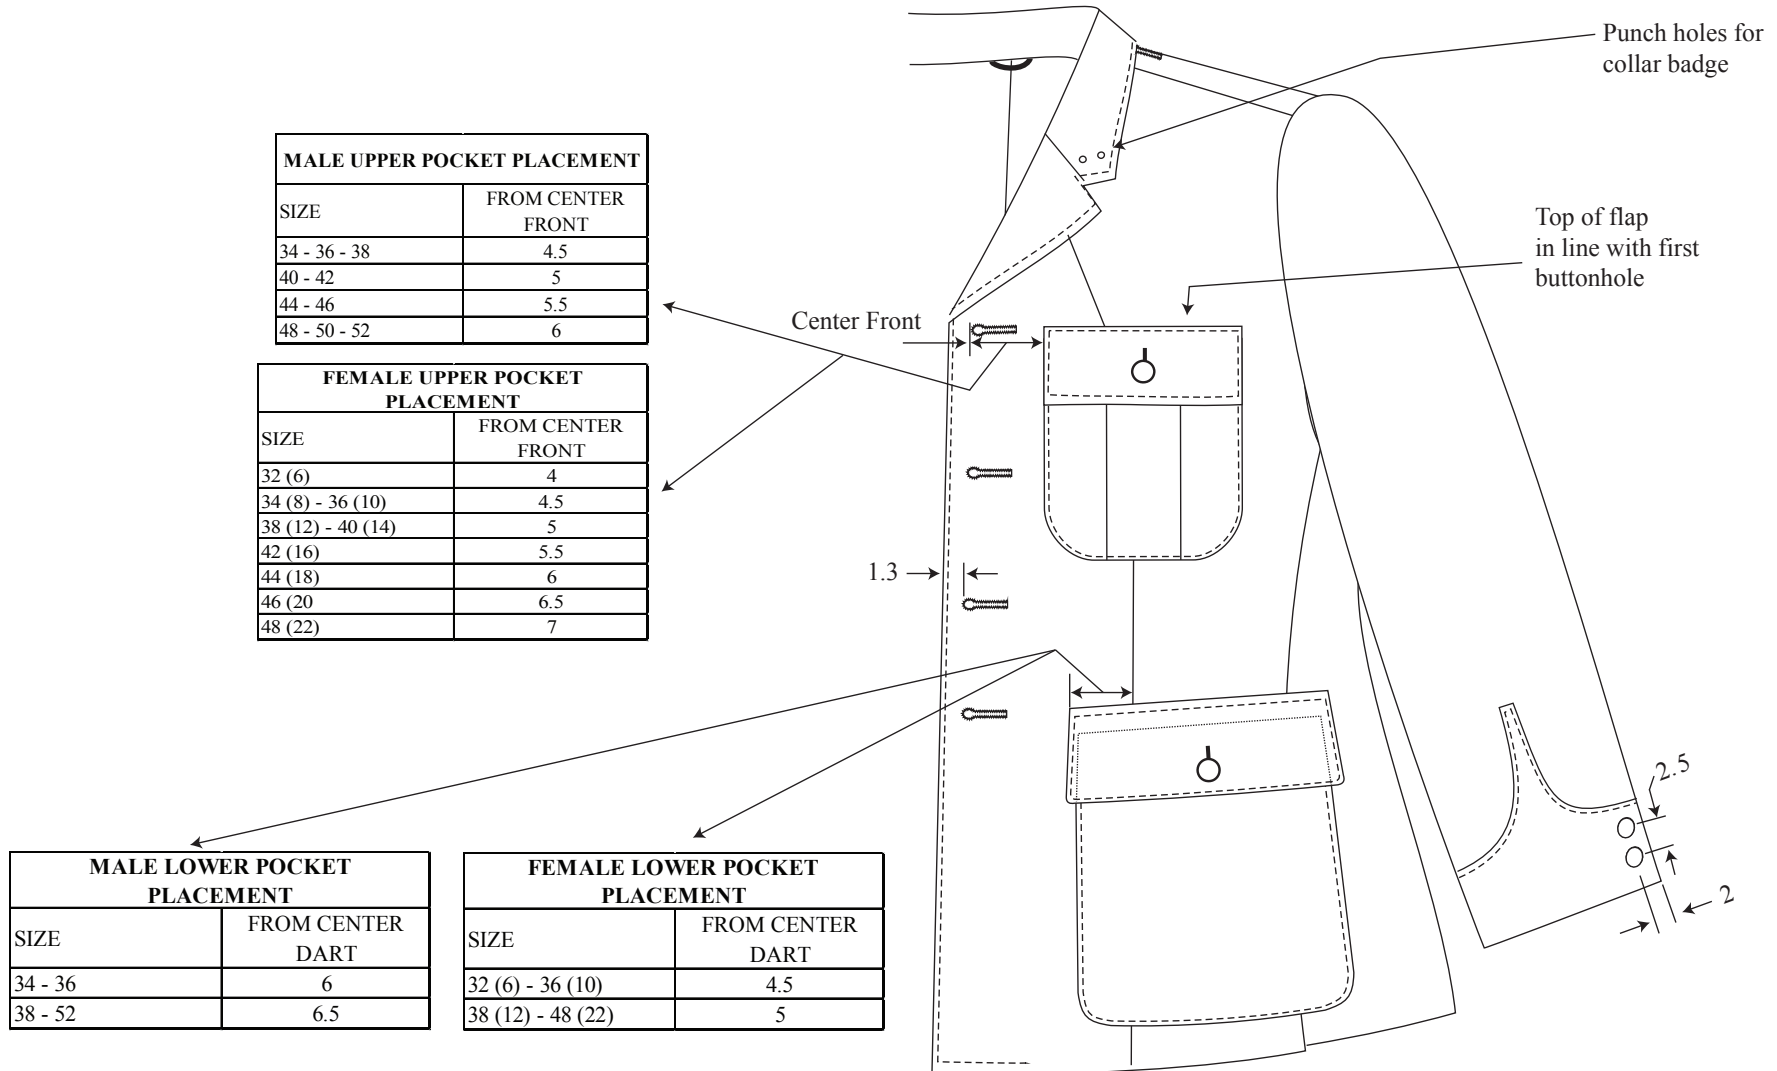 Punch holes for
collar badge
MALE UPPER POCKET PLACEMENT
SIZE FROM CENTER
FRONT
34 - 36 - 38 4.5
40 - 42 5
44 - 46 5.5
48 - 50 - 52 6
Top of flap
in line with first
buttonhole
Center Front
FEMALE UPPER POCKET
PLACEMENT
SIZE FROM CENTER
FRONT
32 (6) 4
34 (8) - 36 (10) 4.5
38 (12) - 40 (14) 5
42 (16) 5.5
44 (18) 6
46 (20 6.5
48 (22) 7
1.3
2.5
2
MALE LOWER POCKET
PLACEMENT
SIZE FROM CENTER
DART
34 - 36 6
38 - 52 6.5
FEMALE LOWER POCKET
PLACEMENT
SIZE FROM CENTER
DART
32 (6) - 36 (10) 4.5
38 (12) - 48 (22) 5